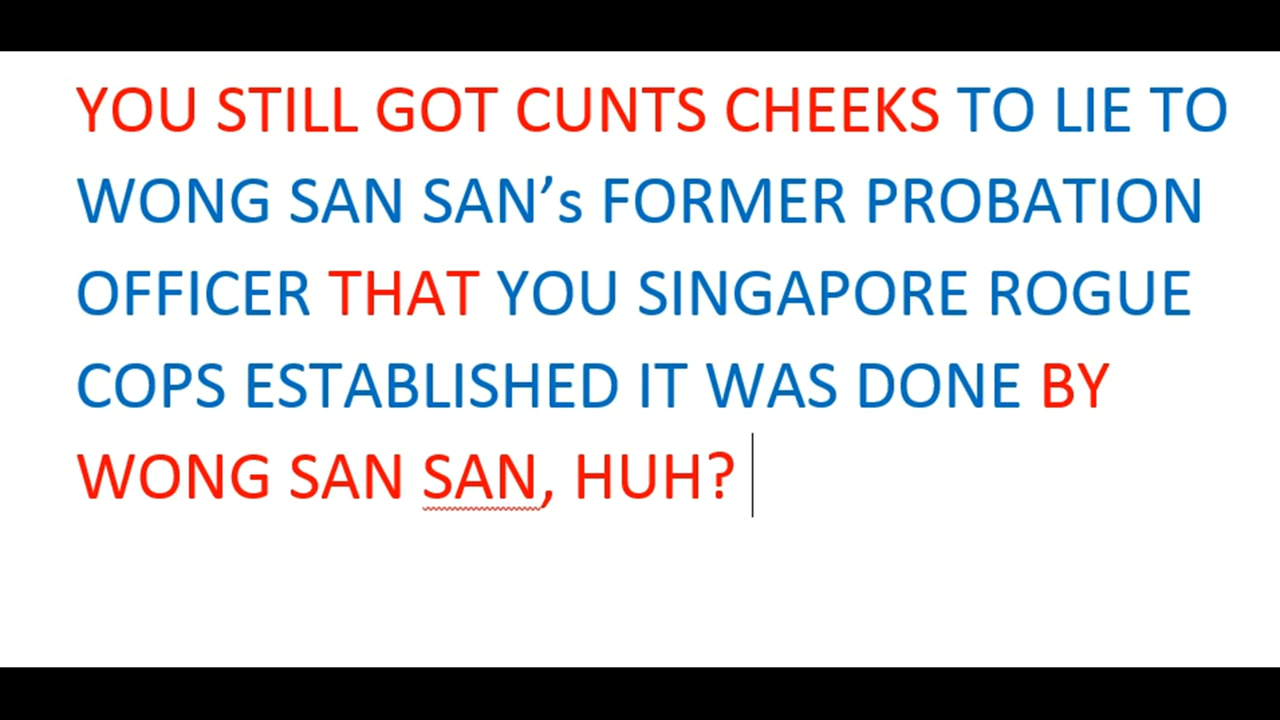 YOU STILL GOT CUNTS CHEEKS TO LIE TO
WONG SAN SAN’s FORMER PROBATION
OFFICER THAT YOU SINGAPORE ROGUE
COPS ESTABLISHED IT WAS DONE BY
WONG SAN SAN, HUH?